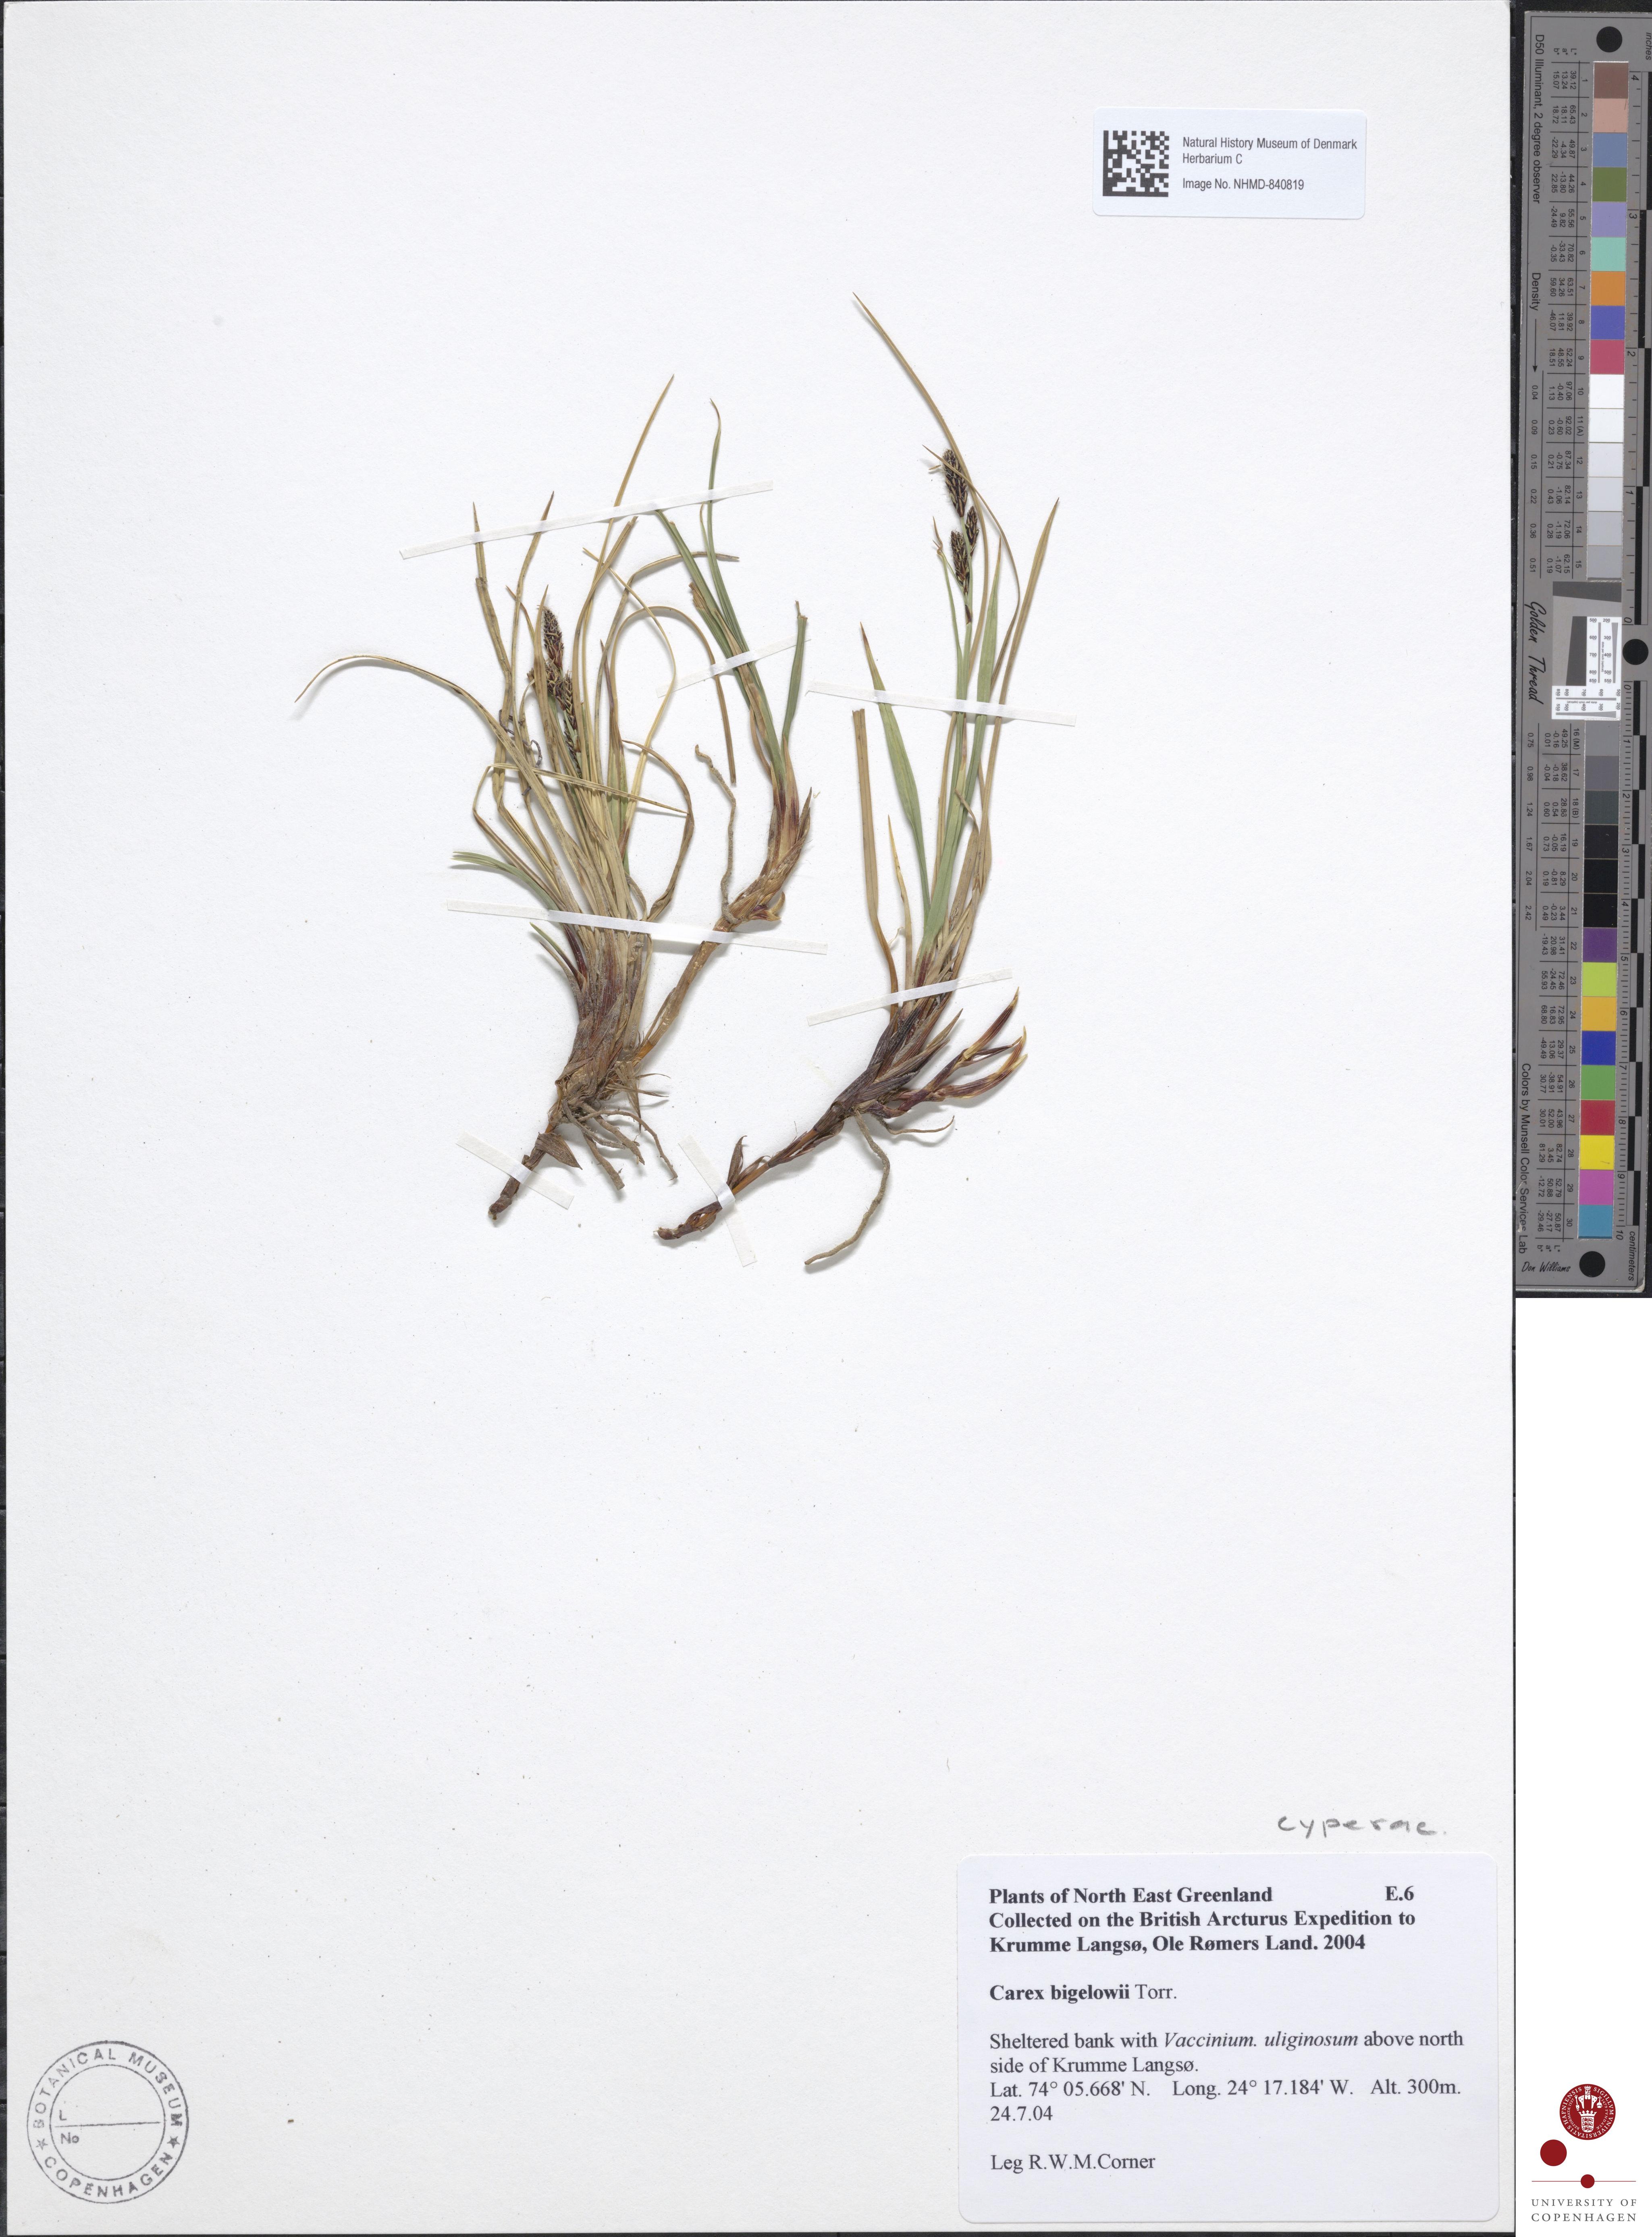 Natural History Museum of Denmark
Herbarium C
Image No. NHMD-840819
cyperac.
Plants of North East Greenland E.6
Collected on the British Arcturus Expedition to
Krumme Langsø, Ole Rømers Land. 2004
Carex bigelowii Torr.
Sheltered bank with Vaccinium. uliginosum above north
side of Krumme Langsø.
Lat. 74° 05.668' N. Long. 24° 17.184' W. Alt. 300m.
24.7.04
Leg R.W.M.Corner
BOTANICAL MUSEUM
L
No
COPENHAGEN
D50 Illuminant, 2 degree observer
Density
Golden Thread
Colors by Munsell Color Services Lab
Don Williams
inches
centimeters
UNIVERSITY OF
COPENHAGEN